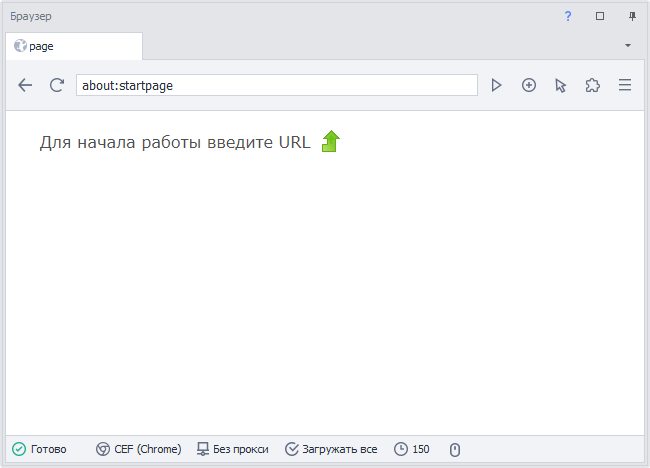 Браузер
?
page
about:startpage
Для начала работы введите URL
Готово CEF (Chrome) Без прокси Загружать все 150